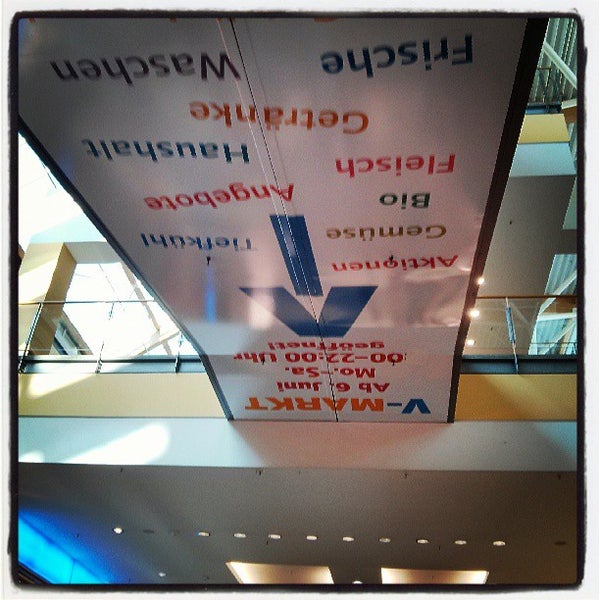 V-MARKT
Ab 6. Juni
Mo.-Sa.
:00-22:00 Uhr
geöffnet!
Aktionen
Tiefkühl
Gemüse
Bio
Angebote
Fleisch
Haushalt
Getränke
Waschen
Frische